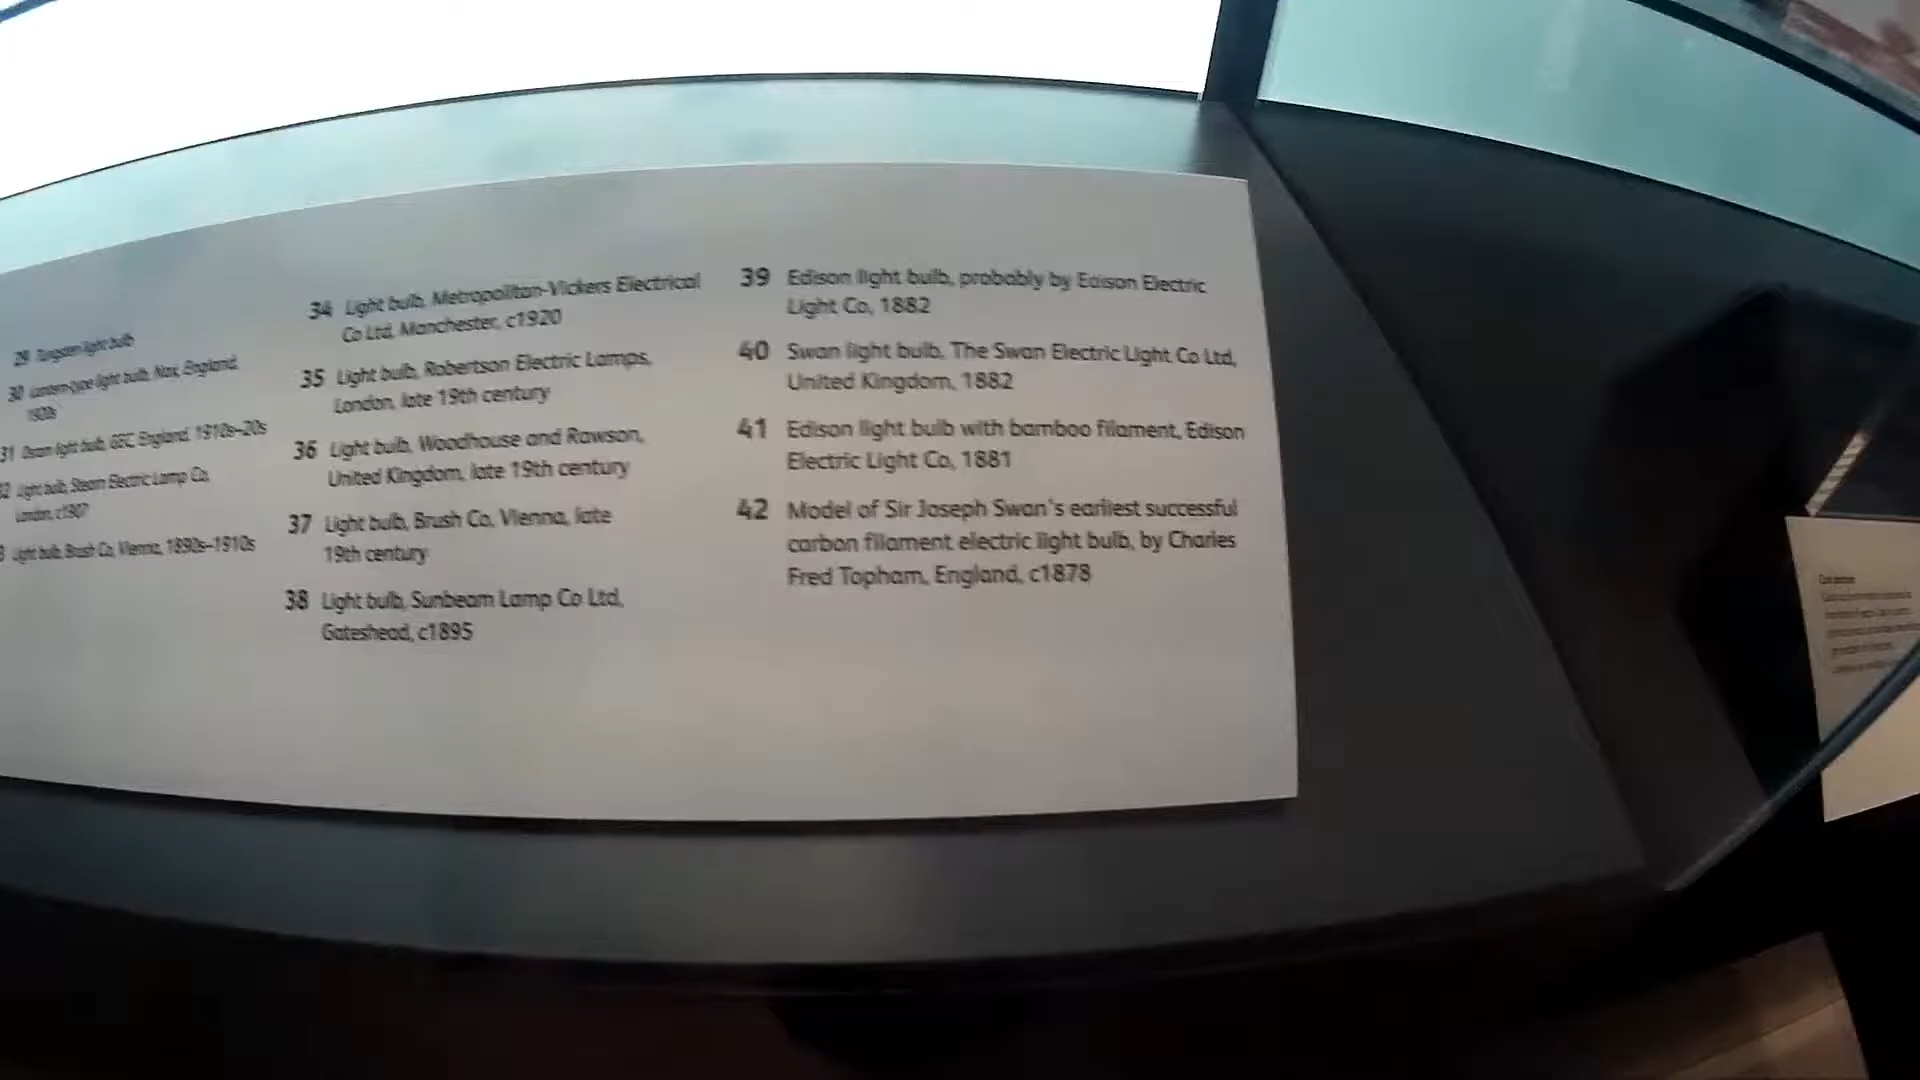 29 Tungsten light bulb
30 Lantern-type light bulb, Nox, England,
1920s
31 Osram light bulb, GEC, England, 1910s–20s
Light bulb, Stearn Electric Lamp Co,
London, c1907
Light bulb, Brush Co, Vienna, 1890s–1910s
34 Light bulb, Metropolitan-Vickers Electrical
Co Ltd, Manchester, c1920
35 Light bulb, Robertson Electric Lamps,
London, late 19th century
36 Light bulb, Woodhouse and Rawson,
United Kingdom, late 19th century
37 Light bulb, Brush Co, Vienna, late
19th century
38 Light bulb, Sunbeam Lamp Co Ltd,
Gateshead, c1895
39 Edison light bulb, probably by Edison Electric
Light Co, 1882
40 Swan light bulb, The Swan Electric Light Co Ltd,
United Kingdom, 1882
41 Edison light bulb with bamboo filament, Edison
Electric Light Co, 1881
42 Model of Sir Joseph Swan's earliest successful
carbon filament electric light bulb, by Charles
Fred Topham, England, c1878